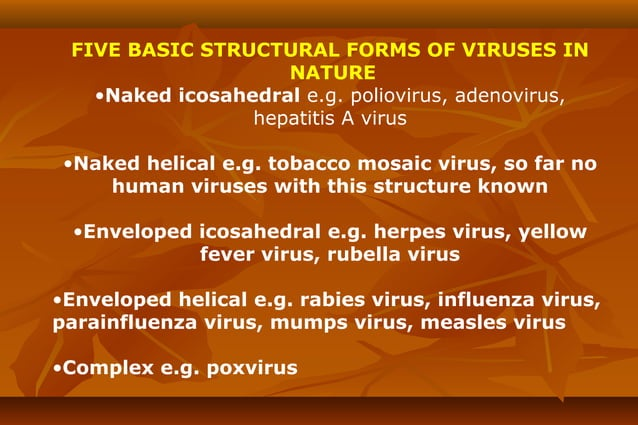 FIVE BASIC STRUCTURAL FORMS OF VIRUSES IN
NATURE
•Naked icosahedral e.g. poliovirus, adenovirus,
hepatitis A virus
•Naked helical e.g. tobacco mosaic virus, so far no
human viruses with this structure known
•Enveloped icosahedral e.g. herpes virus, yellow
fever virus, rubella virus
•Enveloped helical e.g. rabies virus, influenza virus,
parainfluenza virus, mumps virus, measles virus
•Complex e.g. poxvirus